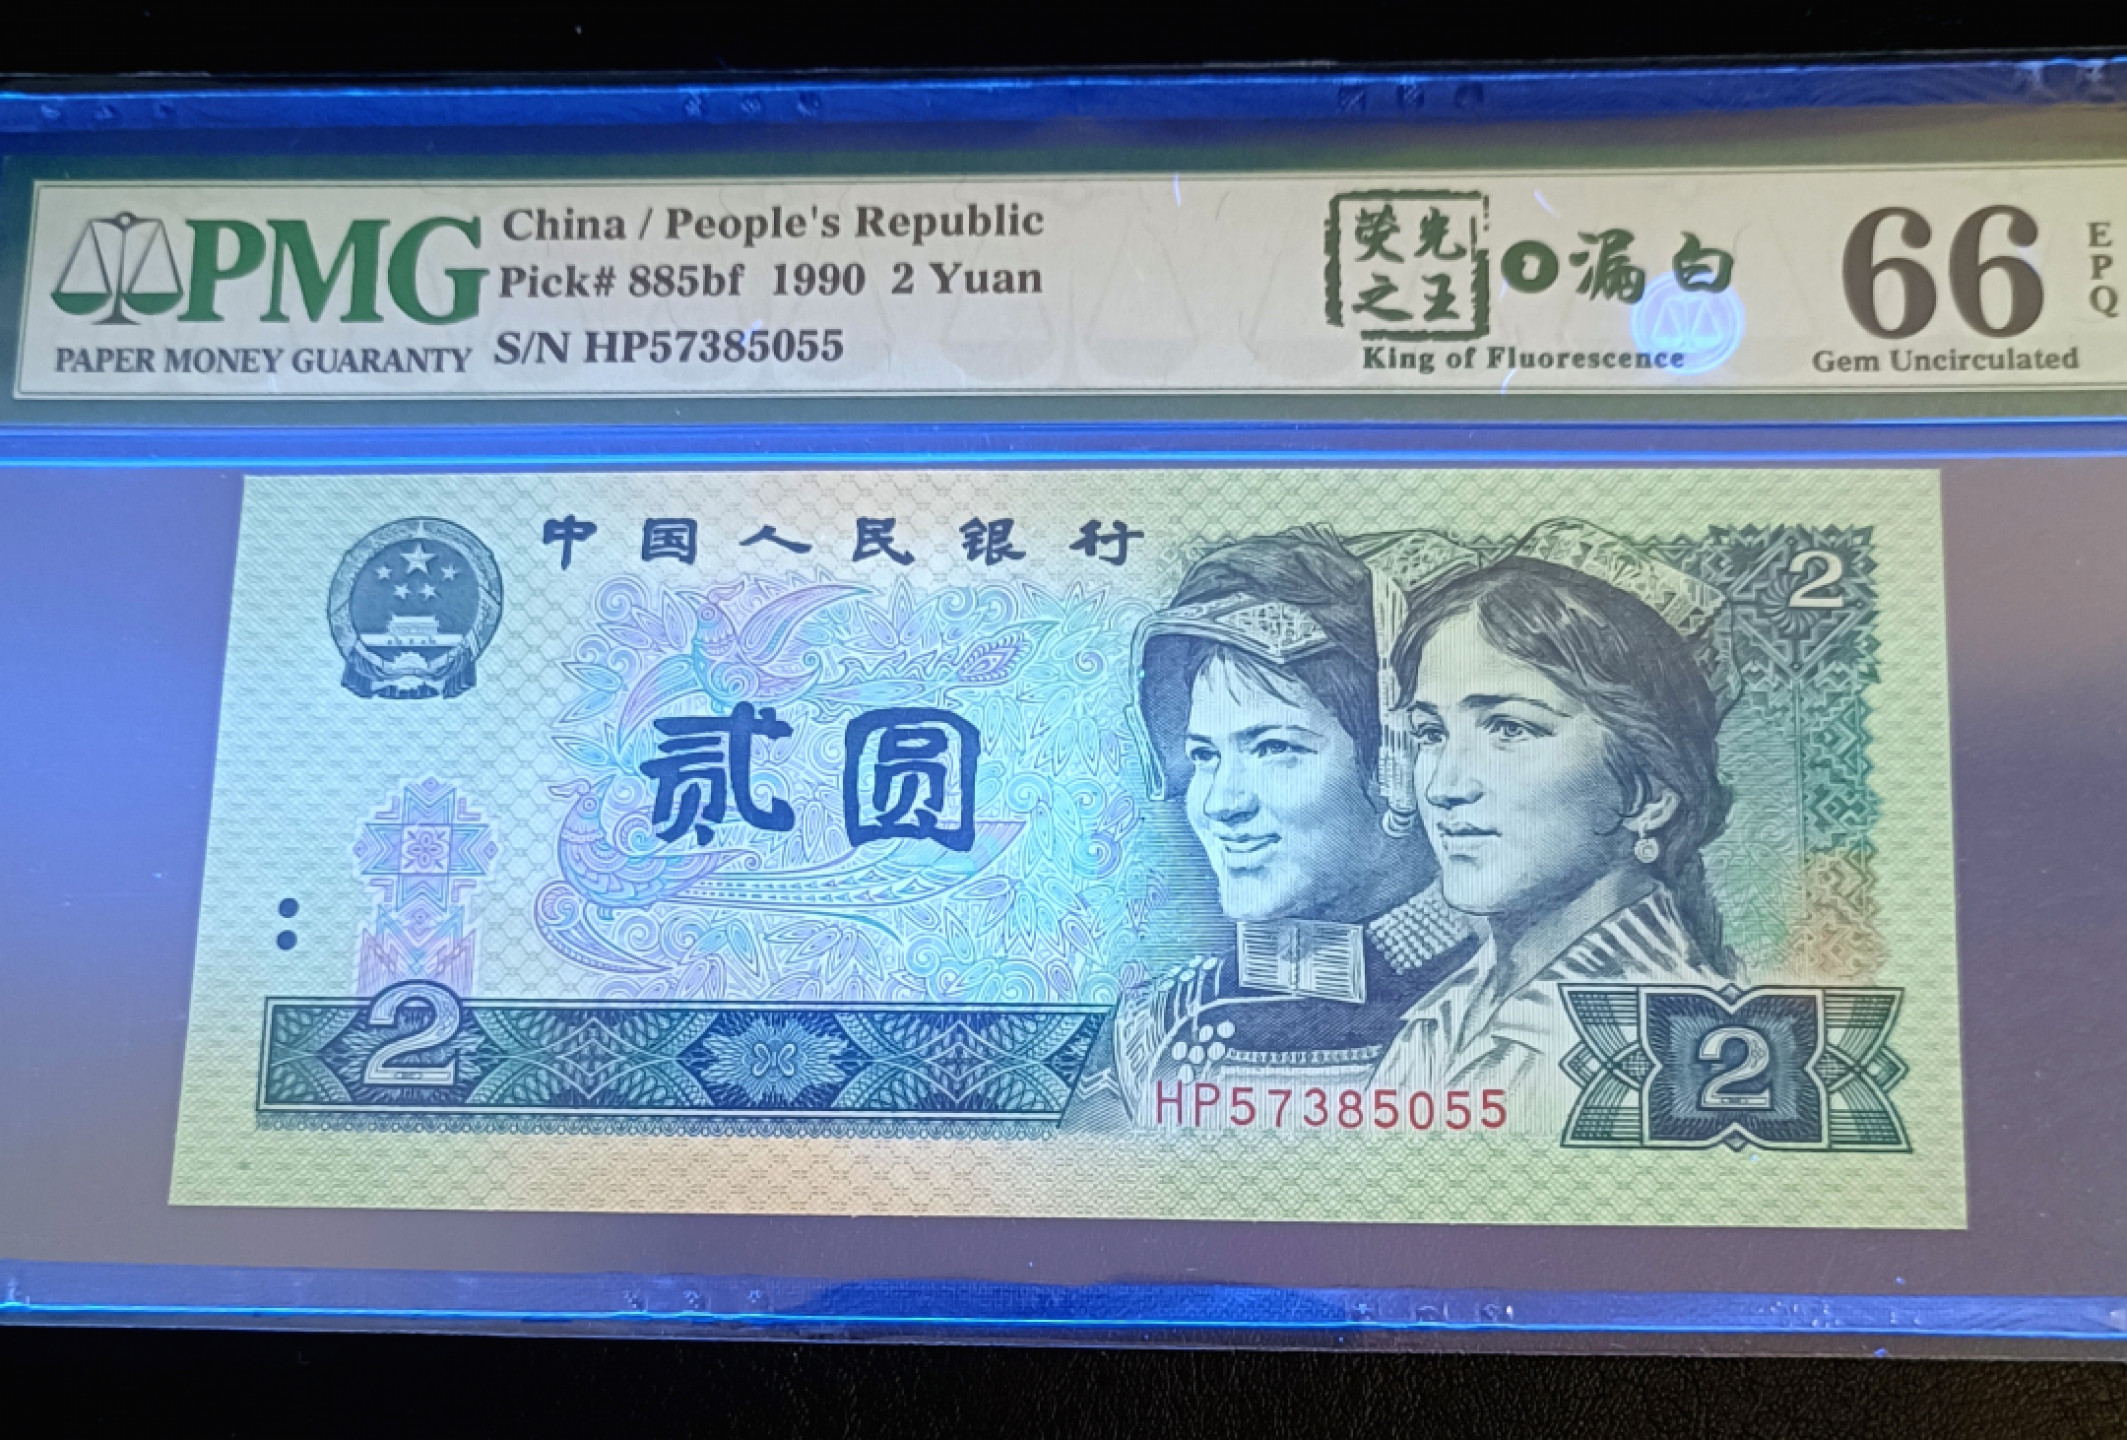 PMG
PAPER MONEY GUARANTY
China / People's Republic
Pick# 885bf 1990 2 Yuan
S/N HP57385055
荧光之王
漏白
King of Fluorescence
66
EPQ
Gem Uncirculated
中国人民银行
2
贰圆
2
HP57385055
2